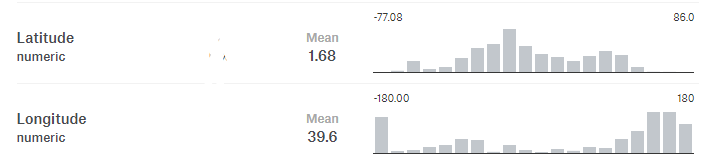 -77.08 86.0
Latitude Mean
numeric 1.68
-180.00 180
Longitude Mean
numeric 39.6